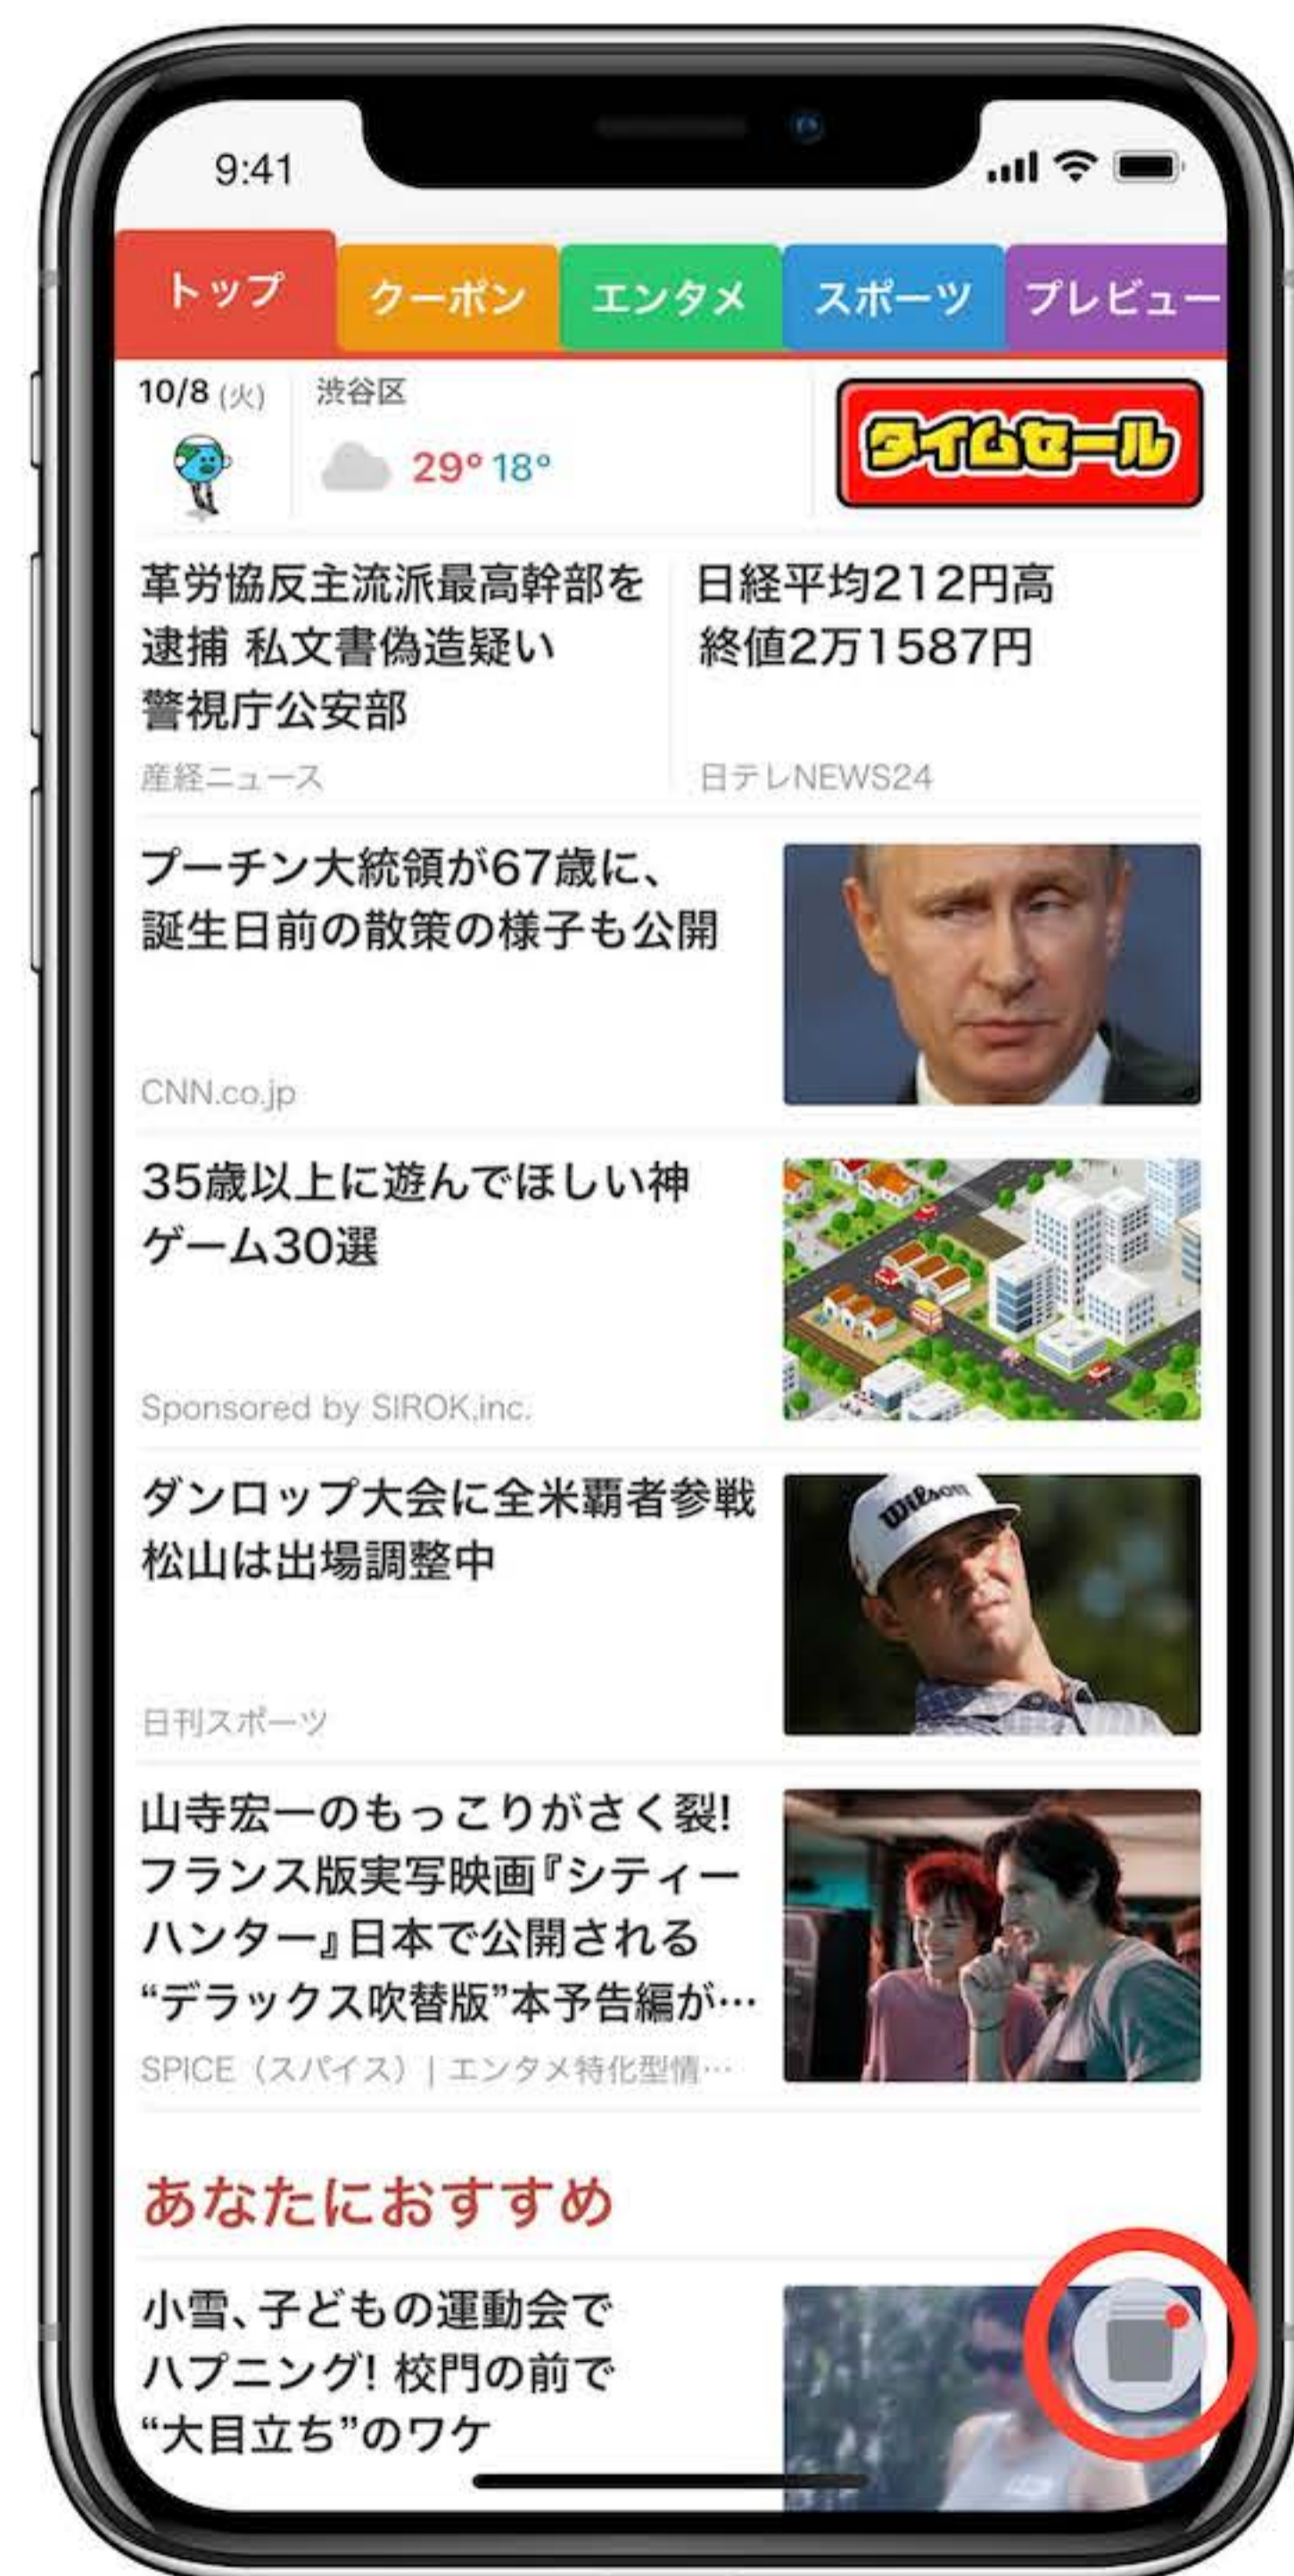 9:41
トップ
クーポン
エンタメ
スポーツ
プレビュー
10/8 (火)
渋谷区
29° 18°
タイムセール
革労協反主流派最高幹部を
逮捕 私文書偽造疑い
警視庁公安部
産経ニュース
日経平均212円高
終値2万1587円
日テレNEWS24
プーチン大統領が67歳に、
誕生日前の散策の様子も公開
CNN.co.jp
35歳以上に遊んでほしい神
ゲーム30選
Sponsored by SIROK,inc.
ダンロップ大会に全米覇者参戦
松山は出場調整中
日刊スポーツ
Wilson
山寺宏一のもっこりがさく裂!
フランス版実写映画『シティー
ハンター』日本で公開される
“デラックス吹替版”本予告編が…
SPICE（スパイス）| エンタメ特化型情…
あなたにおすすめ
小雪、子どもの運動会で
ハプニング! 校門の前で
“大目立ち”のワケ